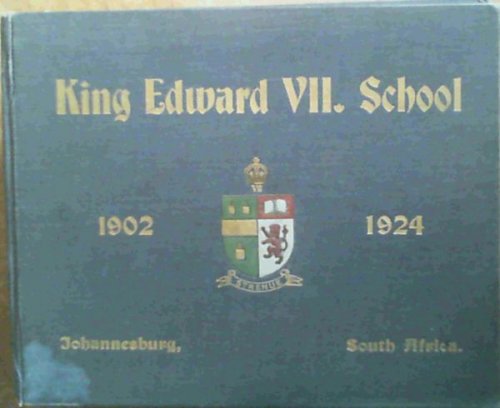 King Edward VII. School
1902 1924
STRENUE
Johannesburg, South Africa.